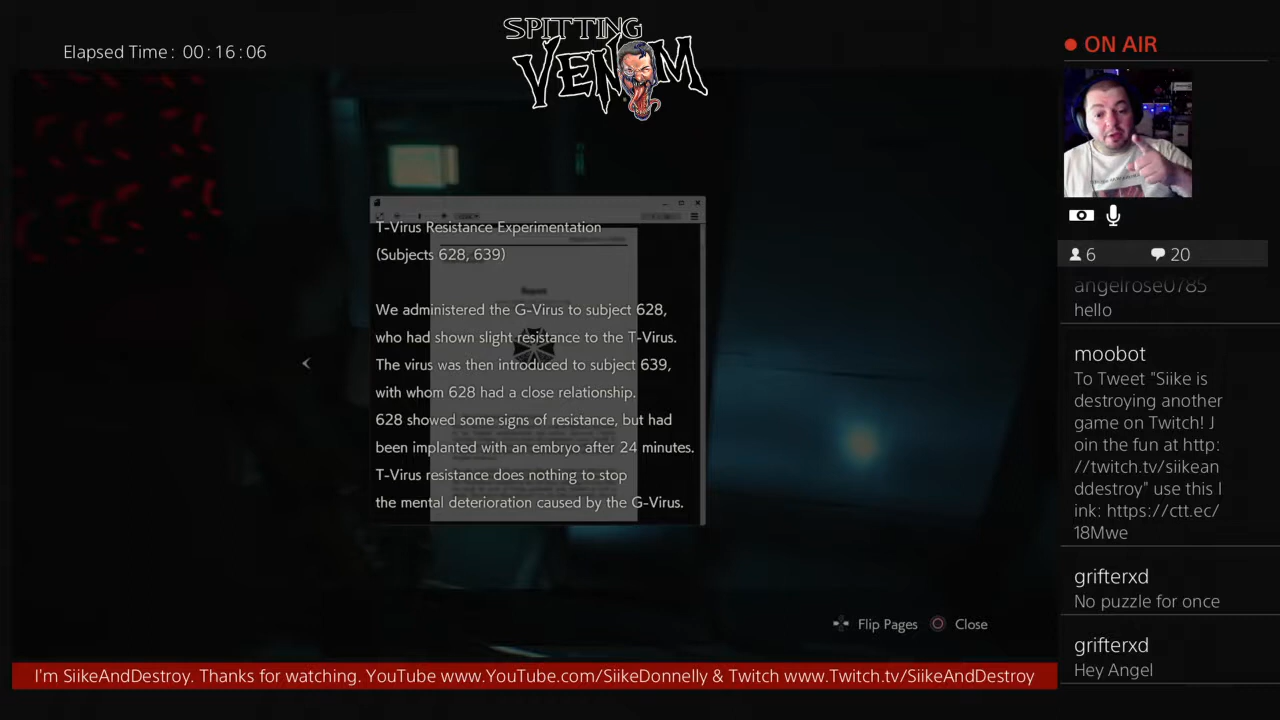 SPITTING
VENOM
Elapsed Time: 00:16:06
ON AIR
T-Virus Resistance Experimentation
(Subjects 628, 639)
We administered the G-Virus to subject 628,
who had shown slight resistance to the T-Virus.
The virus was then introduced to subject 639,
with whom 628 had a close relationship.
628 showed some signs of resistance, but had
been implanted with an embryo after 24 minutes.
T-Virus resistance does nothing to stop
the mental deterioration caused by the G-Virus.
Flip Pages
Close
6
20
angelrose0785
hello
moobot
To Tweet "Siike is
destroying another
game on Twitch! J
oin the fun at http:
//twitch.tv/siikean
ddestroy" use this l
ink: https://ctt.ec/
18Mwe
grifterxd
No puzzle for once
grifterxd
Hey Angel
I'm SiikeAndDestroy. Thanks for watching. YouTube www.YouTube.com/SiikeDonnelly & Twitch www.Twitch.tv/SiikeAndDestroy